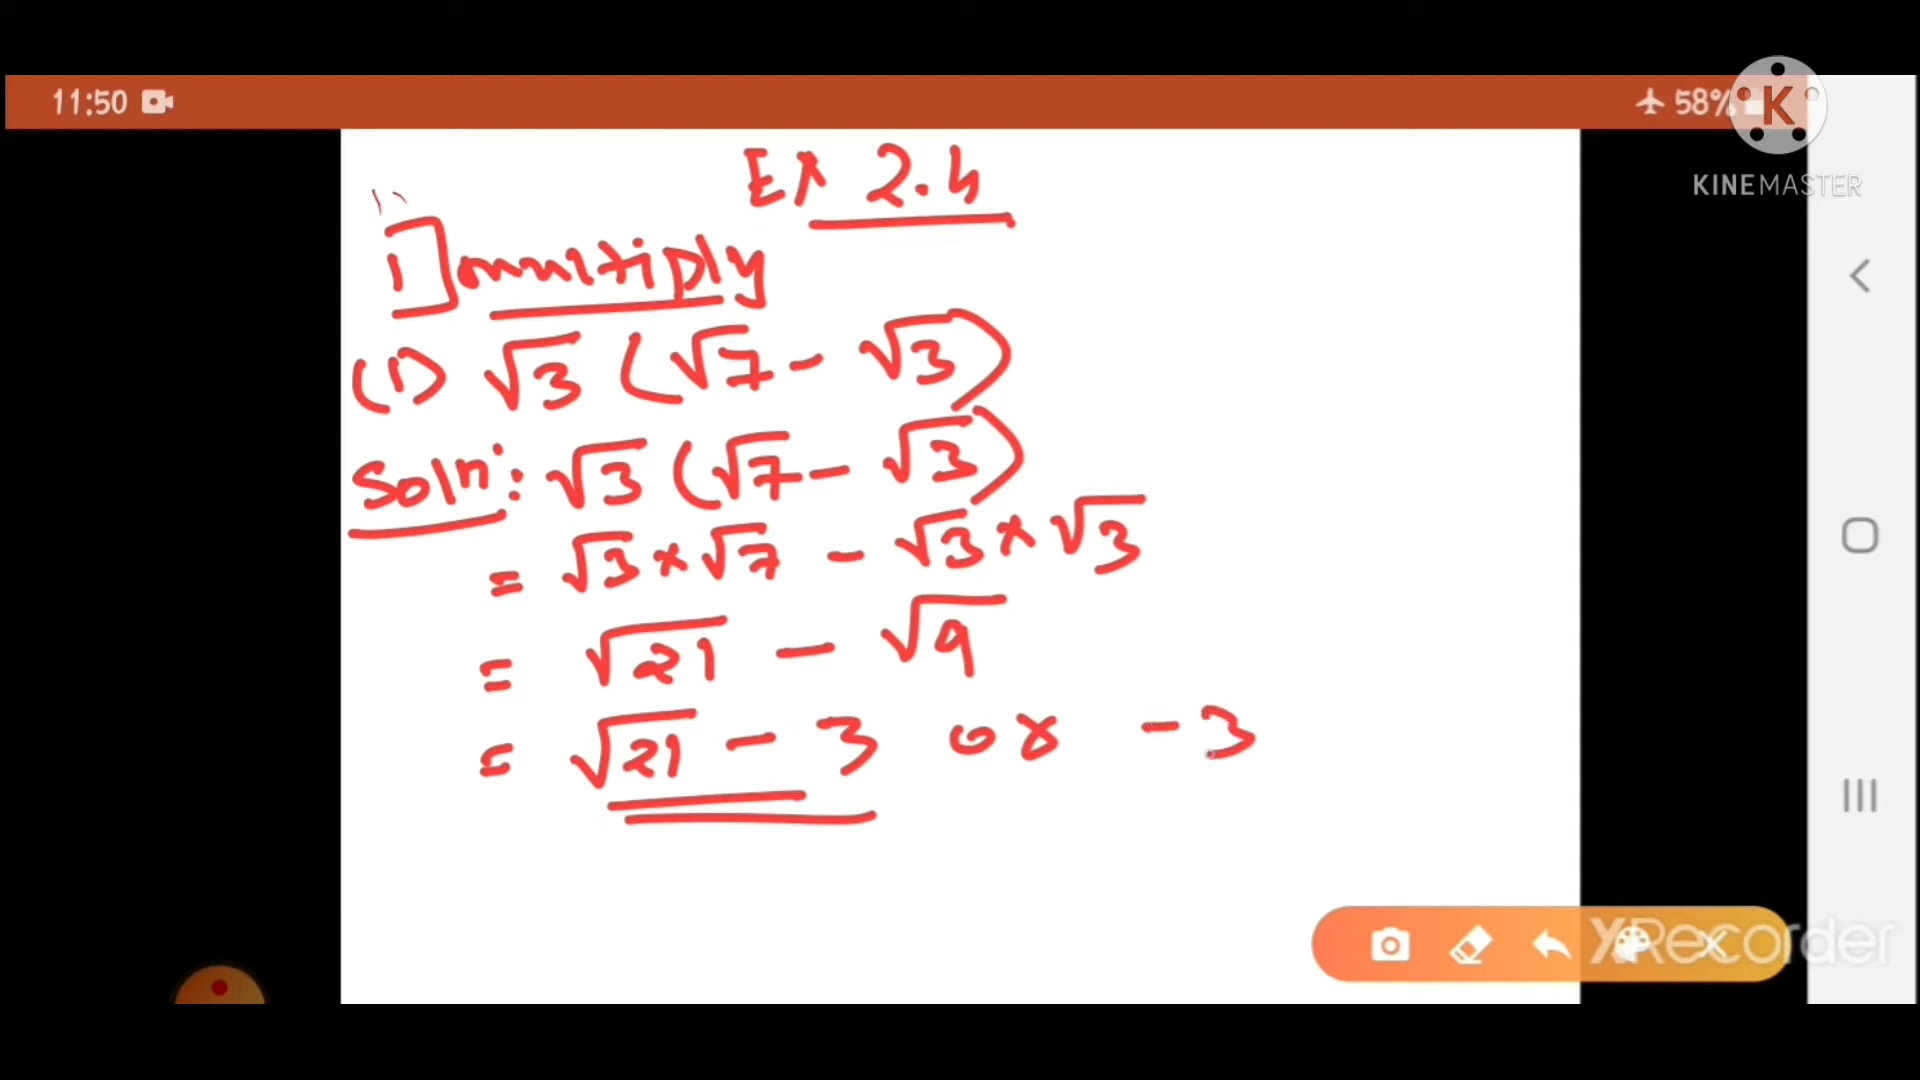 11:50
58%
K
KINEMASTER
Ex 2.4
1] multiply
(1) √3 (√7 - √3)
Soln: √3 (√7 - √3)
= √3 × √7 - √3 × √3
= √21 - √9
= √21 - 3 or -3
XRecorder